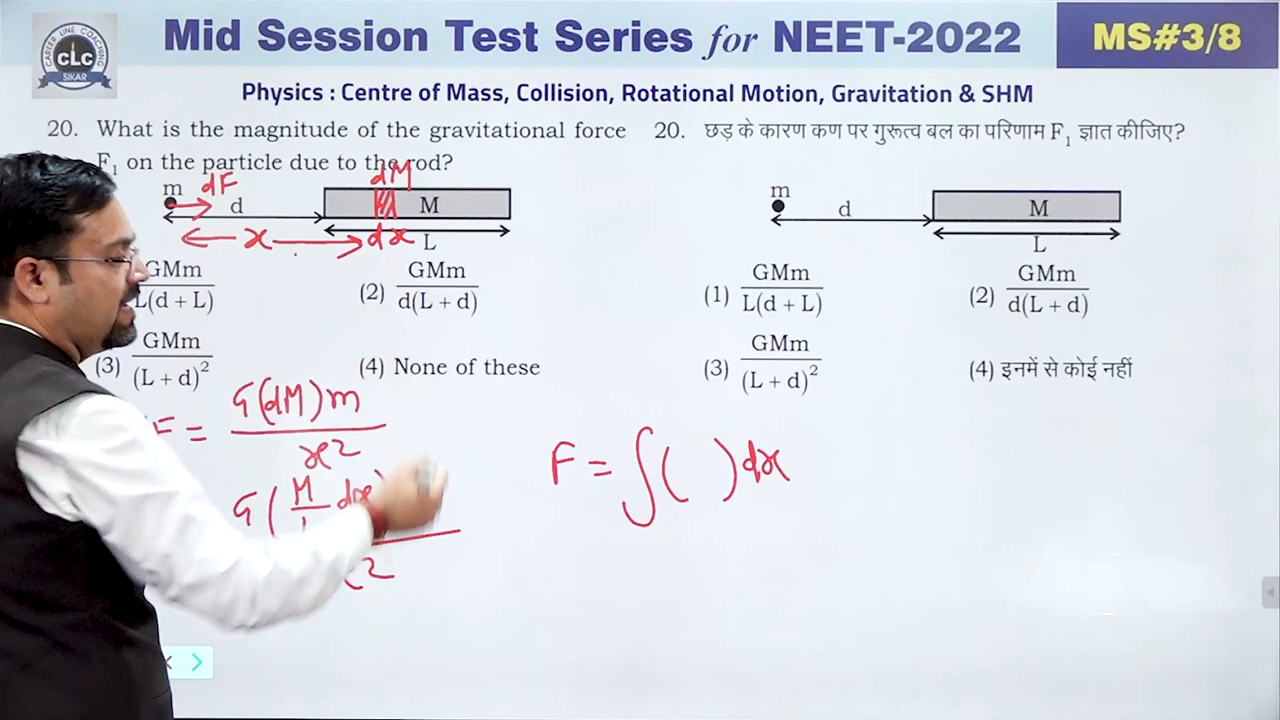 CAREER LINE COACHING
CLC
SIKAR
Mid Session Test Series for NEET-2022
MS#3/8
Physics : Centre of Mass, Collision, Rotational Motion, Gravitation & SHM
20. What is the magnitude of the gravitational force
F₁ on the particle due to the rod?
m
dF
d
dM
M
x
dx
L
GMm
L(d + L)
(2) GMm
d(L + d)
(3) GMm
(L + d)²
(4) None of these
F = G(dM)m
x²
G(M dx
2
F = ∫( )dx
20. छड़ के कारण कण पर गुरूत्व बल का परिणाम F₁ ज्ञात कीजिए?
m
d
M
L
(1) GMm
L(d + L)
(2) GMm
d(L + d)
(3) GMm
(L + d)²
(4) इनमें से कोई नहीं